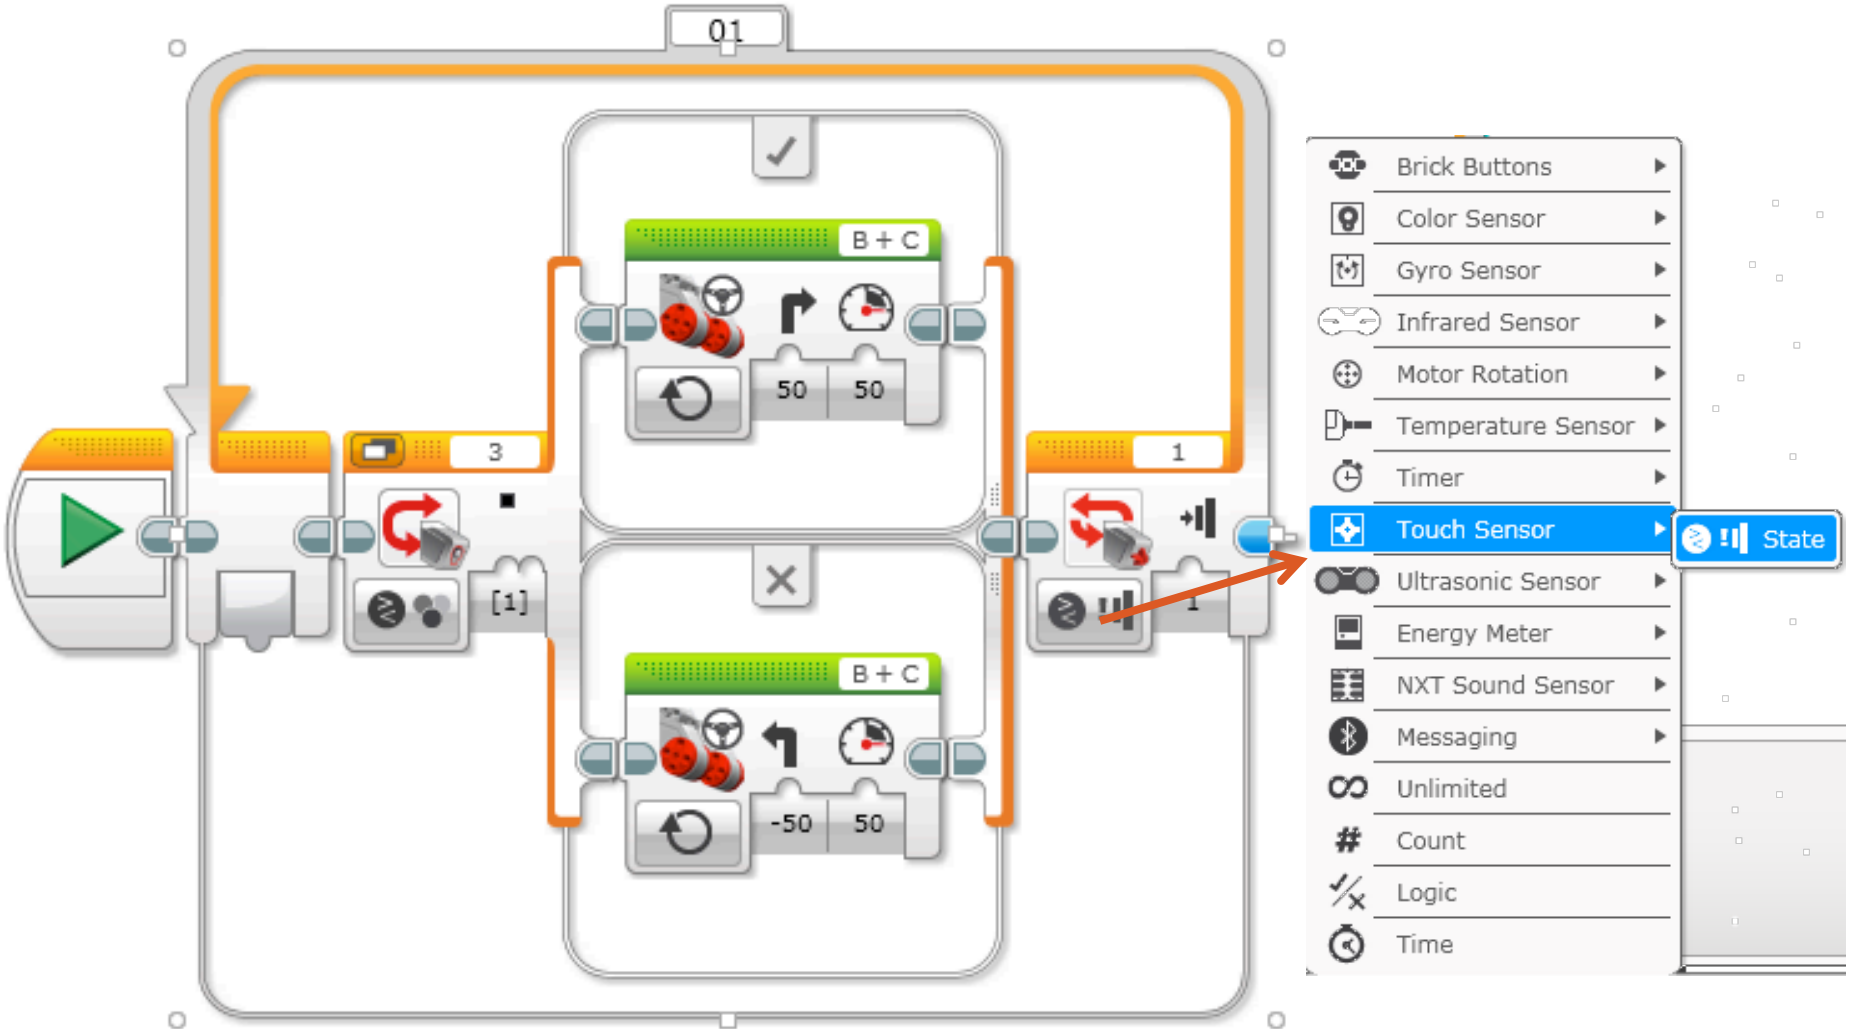 01
B + C
50 50
3
[1]
B + C
-50 50
1
1
Brick Buttons
Color Sensor
Gyro Sensor
Infrared Sensor
Motor Rotation
Temperature Sensor
Timer
Touch Sensor
State
Ultrasonic Sensor
Energy Meter
NXT Sound Sensor
Messaging
Unlimited
# Count
Logic
Time